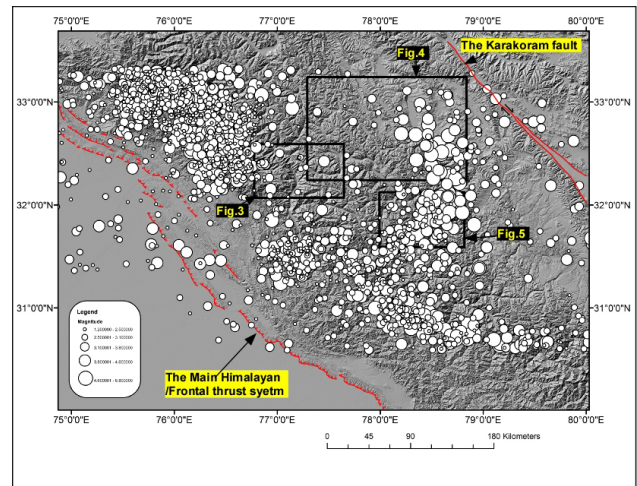 75°0'0"E 76°0'0"E 77°0'0"E 78°0'0"E 79°0'0"E 80°0'0"E
The Karakoram fault
Fig.4
33°0'0"N 33°0'0"N
32°0'0"N 32°0'0"N
Fig.3
Fig.5
31°0'0"N 31°0'0"N
Legend
Magnitude
The Main Himalayan
/Frontal thrust syetm
75°0'0"E 76°0'0"E 77°0'0"E 78°0'0"E 79°0'0"E 80°0'0"E
0 45 90 180 Kilometers